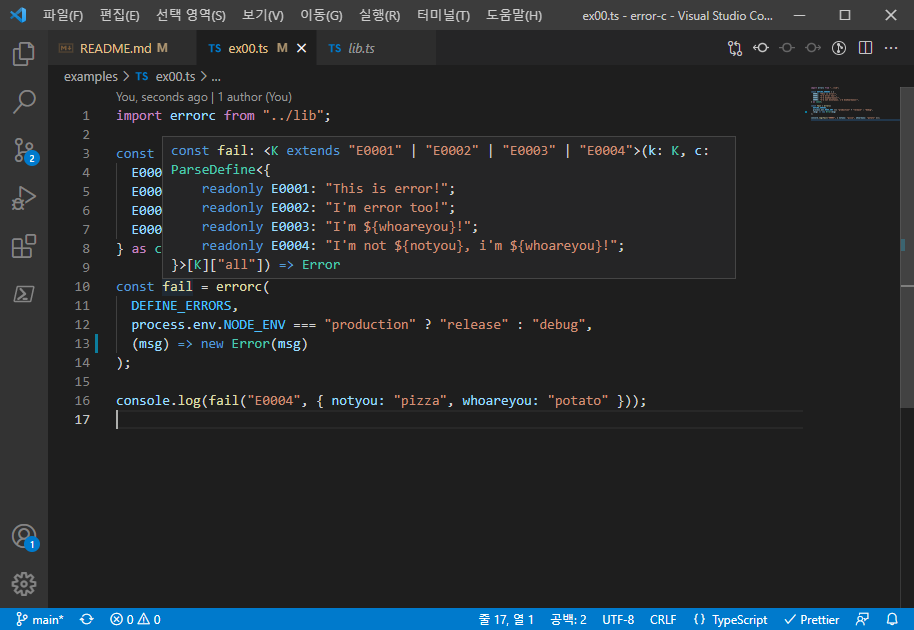 파일(F) 편집(E) 선택 영역(S) 보기(V) 이동(G) 실행(R) 터미널(T) 도움말(H) ex00.ts - error-c - Visual Studio Co...
README.md M TS ex00.ts M TS lib.ts
examples > TS ex00.ts > ...
You, seconds ago | 1 author (You)
1 import errorc from "../lib";
2
3 const
4 E000
5 E000
6 E000
7 E000
8 } as c
9
const fail: <K extends "E0001" | "E0002" | "E0003" | "E0004">(k: K, c:
ParseDefine<{
readonly E0001: "This is error!";
readonly E0002: "I'm error too!";
readonly E0003: "I'm ${whoareyou}!";
readonly E0004: "I'm not ${notyou}, i'm ${whoareyou}!";
}>[K]["all"]) => Error
10 const fail = errorc(
11 DEFINE_ERRORS,
12 process.env.NODE_ENV === "production" ? "release" : "debug",
13 (msg) => new Error(msg)
14 );
15
16 console.log(fail("E0004", { notyou: "pizza", whoareyou: "potato" }));
17
2
1
main* 0 0 줄 17, 열 1 공백: 2 UTF-8 CRLF {} TypeScript Prettier